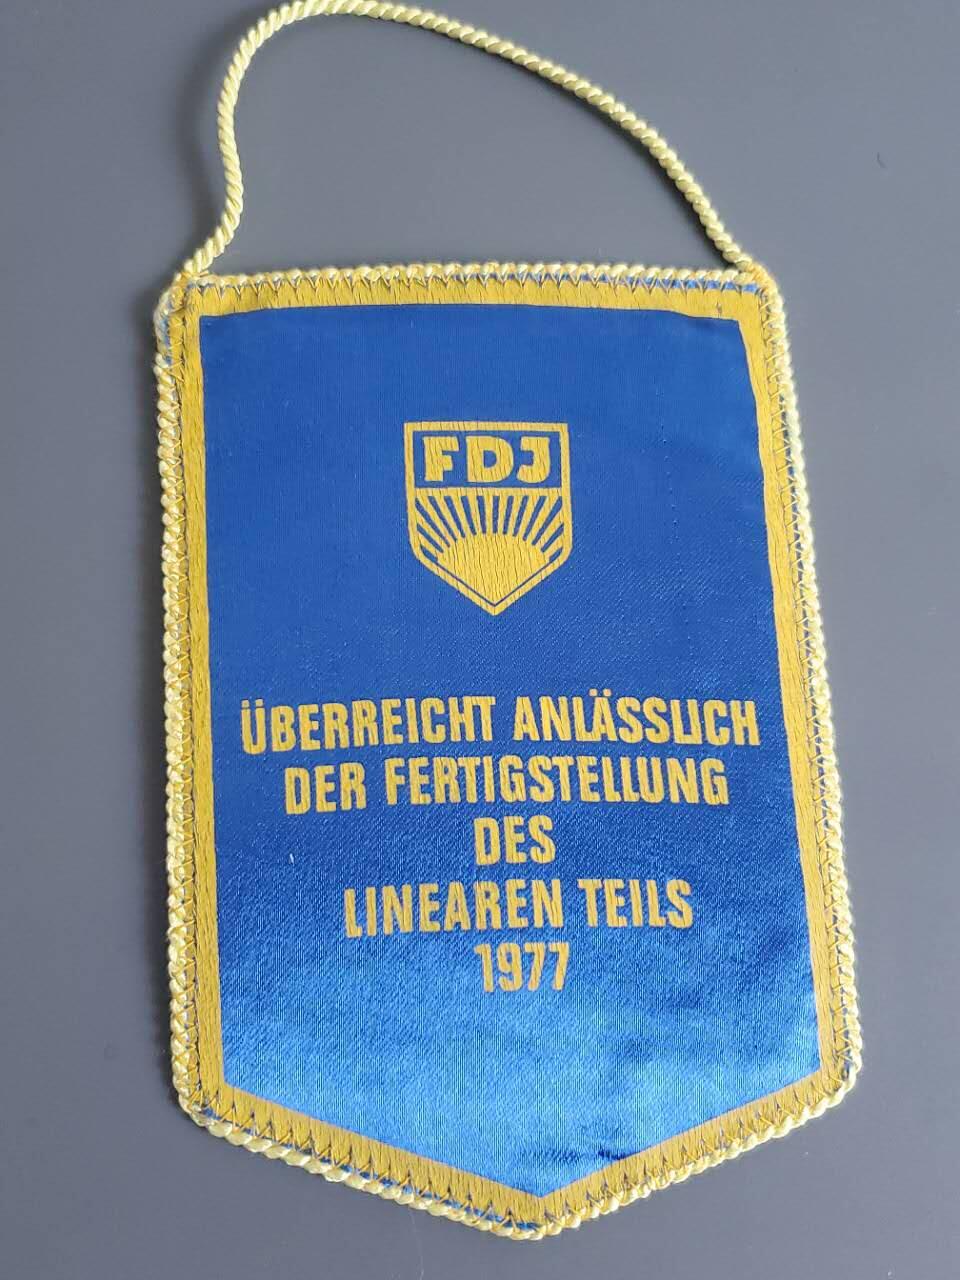 FDJ
ÜBERREICHT ANLÄSSLICH
DER FERTIGSTELLUNG
DES
LINEAREN TEILS
1977